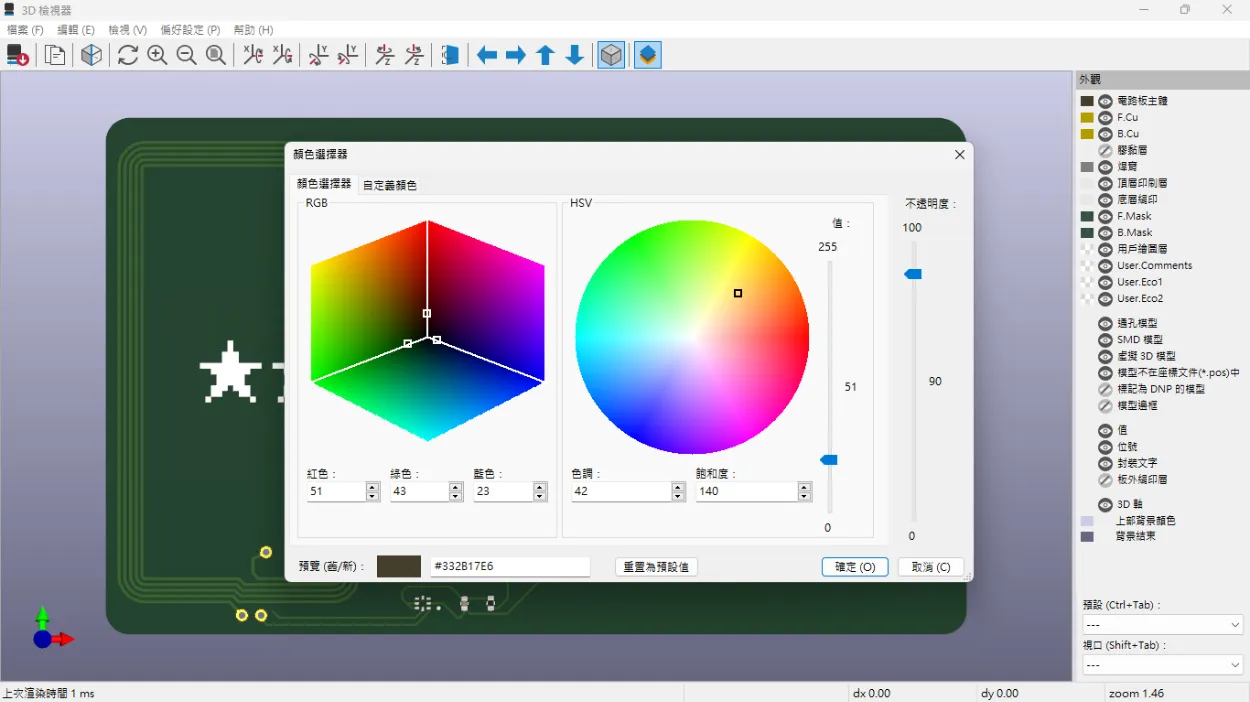 3D 檢視器
檔案 (F) 編輯 (E) 檢視 (V) 偏好設定 (P) 幫助 (H)
外觀
電路板主體
F.Cu
B.Cu
膠黏層
焊膏
頂層印刷層
底層絹印
F.Mask
B.Mask
用戶繪圖層
User.Comments
User.Eco1
User.Eco2
通孔模型
SMD 模型
虛擬 3D 模型
模型不在座標文件(*.pos)中
標記為 DNP 的模型
模型邊框
值
位號
封裝文字
板外絹印層
3D 軸
上部背景顏色
背景結束
預設 (Ctrl+Tab)：
---
視口 (Shift+Tab)：
---
顏色選擇器
顏色選擇器 自定義顏色
RGB
HSV
值：
255
51
0
不透明度：
100
90
0
紅色： 綠色： 藍色：
51 43 23
色調： 飽和度：
42 140
預覽 (舊/新)：
#332B17E6
重置為預設值
確定 (O)
取消 (C)
X Y Z
上次渲染時間 1 ms
dx 0.00
dy 0.00
zoom 1.46